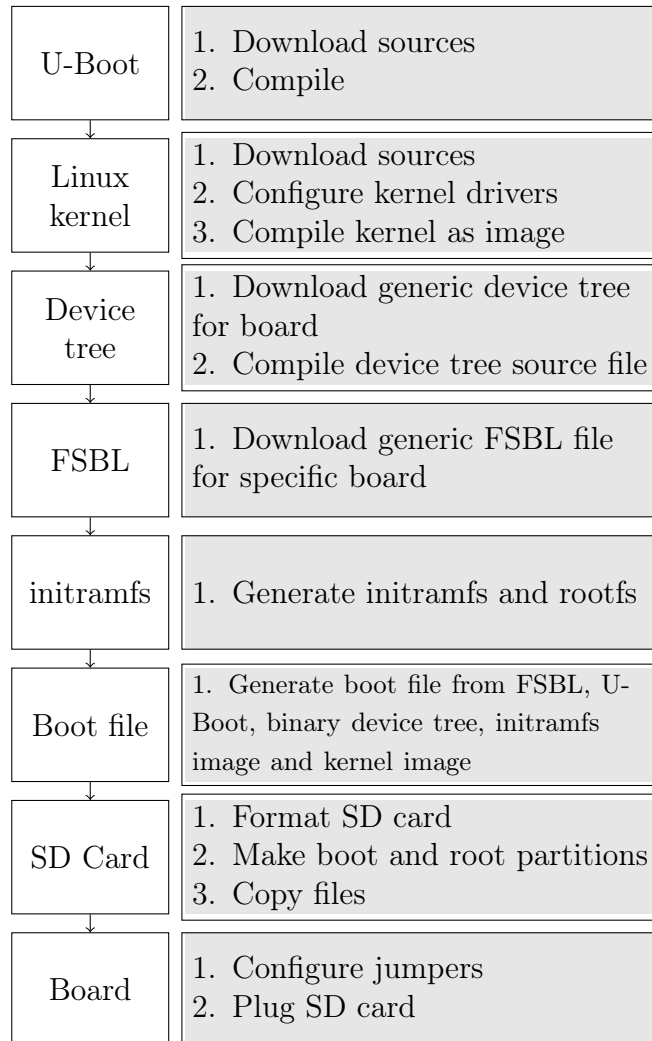 U-Boot
1. Download sources
2. Compile
Linux
kernel
1. Download sources
2. Configure kernel drivers
3. Compile kernel as image
Device
tree
1. Download generic device tree
for board
2. Compile device tree source file
FSBL
1. Download generic FSBL file
for specific board
initramfs
1. Generate initramfs and rootfs
Boot file
1. Generate boot file from FSBL, U-
Boot, binary device tree, initramfs
image and kernel image
SD Card
1. Format SD card
2. Make boot and root partitions
3. Copy files
Board
1. Configure jumpers
2. Plug SD card